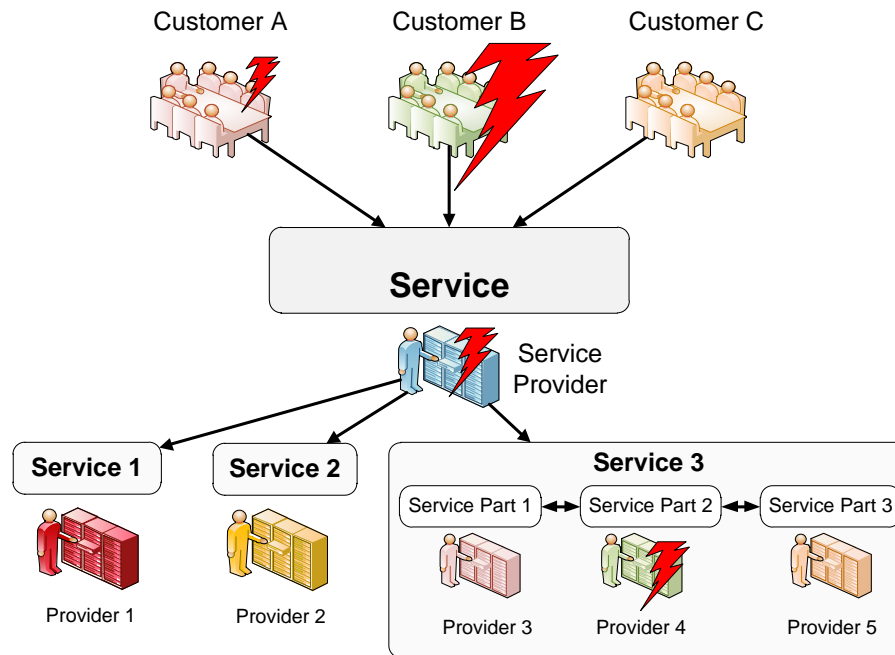 Customer A
Customer B
Customer C
Service
Service
Provider
Service 1
Service 2
Service 3
Service Part 1
Service Part 2
Service Part 3
Provider 1
Provider 2
Provider 3
Provider 4
Provider 5